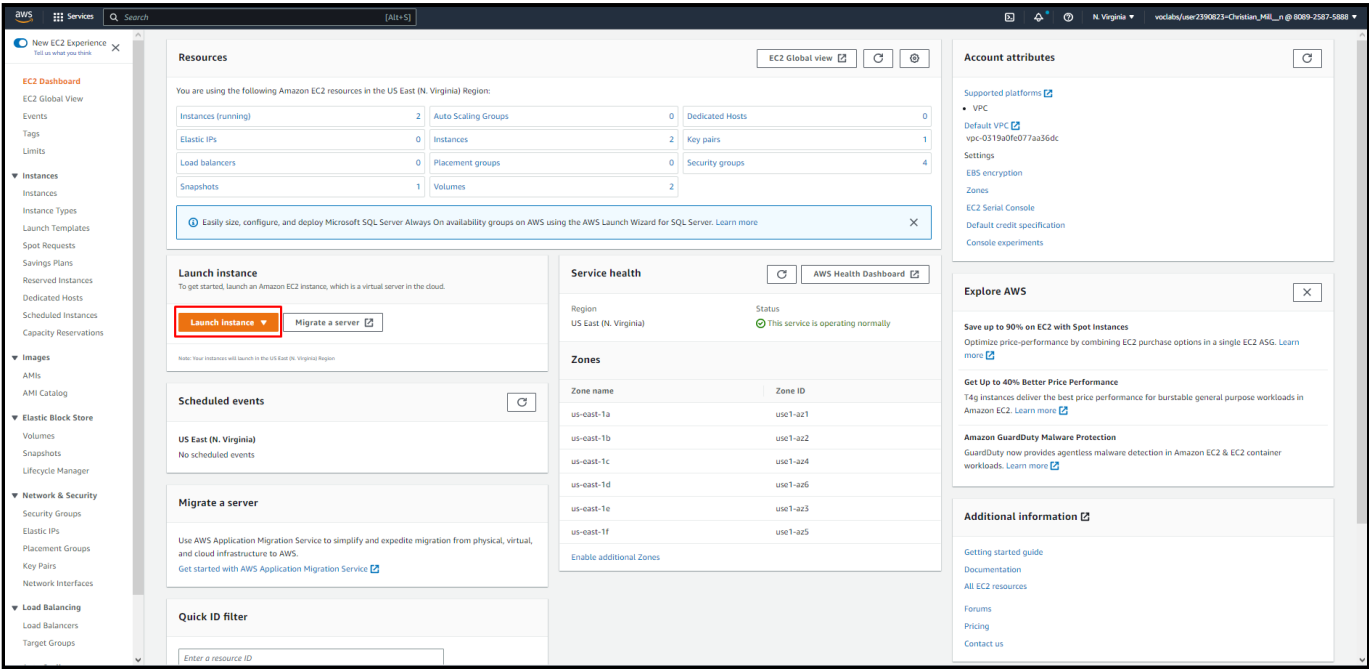 aws
Services
Search
[Alt+S]
N. Virginia
voclabs/user2390823=Christian_Mill__n @ 8089-2587-5888
New EC2 Experience
Tell us what you think
EC2 Dashboard
EC2 Global View
Events
Tags
Limits
Instances
Instances
Instance Types
Launch Templates
Spot Requests
Savings Plans
Reserved Instances
Dedicated Hosts
Scheduled Instances
Capacity Reservations
Images
AMIs
AMI Catalog
Elastic Block Store
Volumes
Snapshots
Lifecycle Manager
Network & Security
Security Groups
Elastic IPs
Placement Groups
Key Pairs
Network Interfaces
Load Balancing
Load Balancers
Target Groups
Resources
EC2 Global view
You are using the following Amazon EC2 resources in the US East (N. Virginia) Region:
Instances (running) 2 Auto Scaling Groups 0 Dedicated Hosts 0
Elastic IPs 0 Instances 2 Key pairs 1
Load balancers 0 Placement groups 0 Security groups 4
Snapshots 1 Volumes 2
Easily size, configure, and deploy Microsoft SQL Server Always On availability groups on AWS using the AWS Launch Wizard for SQL Server. Learn more
Launch instance
To get started, launch an Amazon EC2 instance, which is a virtual server in the cloud.
Launch instance
Migrate a server
Note: Your instances will launch in the US East (N. Virginia) Region
Scheduled events
US East (N. Virginia)
No scheduled events
Migrate a server
Use AWS Application Migration Service to simplify and expedite migration from physical, virtual,
and cloud infrastructure to AWS.
Get started with AWS Application Migration Service
Quick ID filter
Enter a resource ID
Service health
AWS Health Dashboard
Region Status
US East (N. Virginia) This service is operating normally
Zones
Zone name Zone ID
us-east-1a use1-az1
us-east-1b use1-az2
us-east-1c use1-az4
us-east-1d use1-az6
us-east-1e use1-az3
us-east-1f use1-az5
Enable additional Zones
Account attributes
Supported platforms
VPC
Default VPC
vpc-0319a0fe077aa36dc
Settings
EBS encryption
Zones
EC2 Serial Console
Default credit specification
Console experiments
Explore AWS
Save up to 90% on EC2 with Spot Instances
Optimize price-performance by combining EC2 purchase options in a single EC2 ASG. Learn
more
Get Up to 40% Better Price Performance
T4g instances deliver the best price performance for burstable general purpose workloads in
Amazon EC2. Learn more
Amazon GuardDuty Malware Protection
GuardDuty now provides agentless malware detection in Amazon EC2 & EC2 container
workloads. Learn more
Additional information
Getting started guide
Documentation
All EC2 resources
Forums
Pricing
Contact us